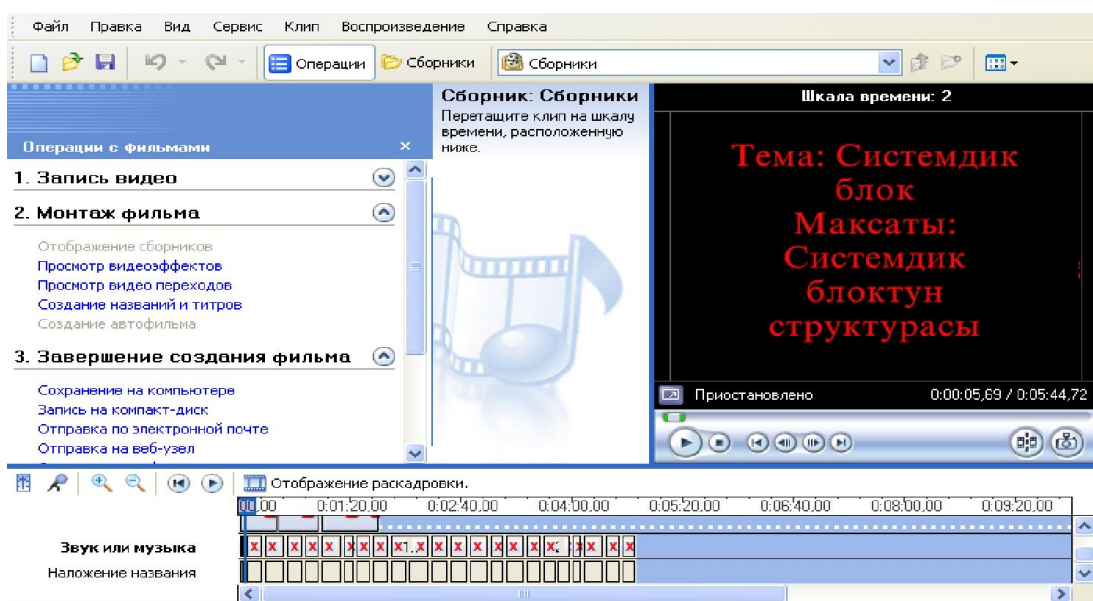 Файл Правка Вид Сервис Клип Воспроизведение Справка
Операции Сборники Сборники
Операции с фильмами
1. Запись видео
2. Монтаж фильма
Отображение сборников
Просмотр видеоэффектов
Просмотр видео переходов
Создание названий и титров
Создание автофильма
3. Завершение создания фильма
Сохранение на компьютере
Запись на компакт-диск
Отправка по электронной почте
Отправка на веб-узел
Сборник: Сборники
Перетащите клип на шкалу
времени, расположенную
ниже.
Шкала времени: 2
Тема: Системдик
блок
Максаты:
Системдик
блоктун
структурасы
Приостановлено 0:00:05,69 / 0:05:44,72
Отображение раскадровки.
00,00 0:01:20,00 0:02:40,00 0:04:00,00 0:05:20,00 0:06:40,00 0:08:00,00 0:09:20,00
Звук или музыка
Наложение названия